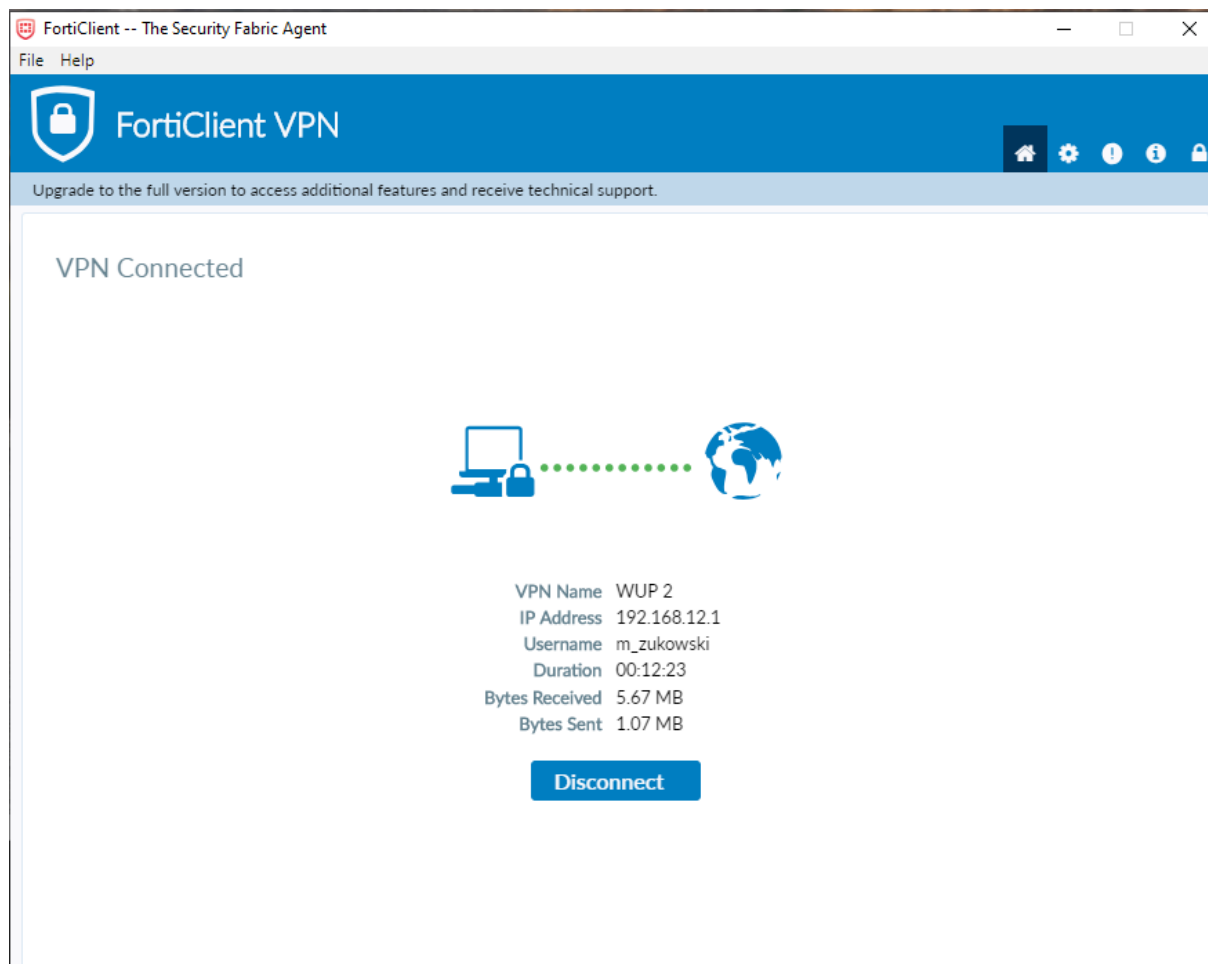 FortiClient -- The Security Fabric Agent
File Help
FortiClient VPN
Upgrade to the full version to access additional features and receive technical support.
VPN Connected
VPN Name WUP 2
IP Address 192.168.12.1
Username m_zukowski
Duration 00:12:23
Bytes Received 5.67 MB
Bytes Sent 1.07 MB
Disconnect